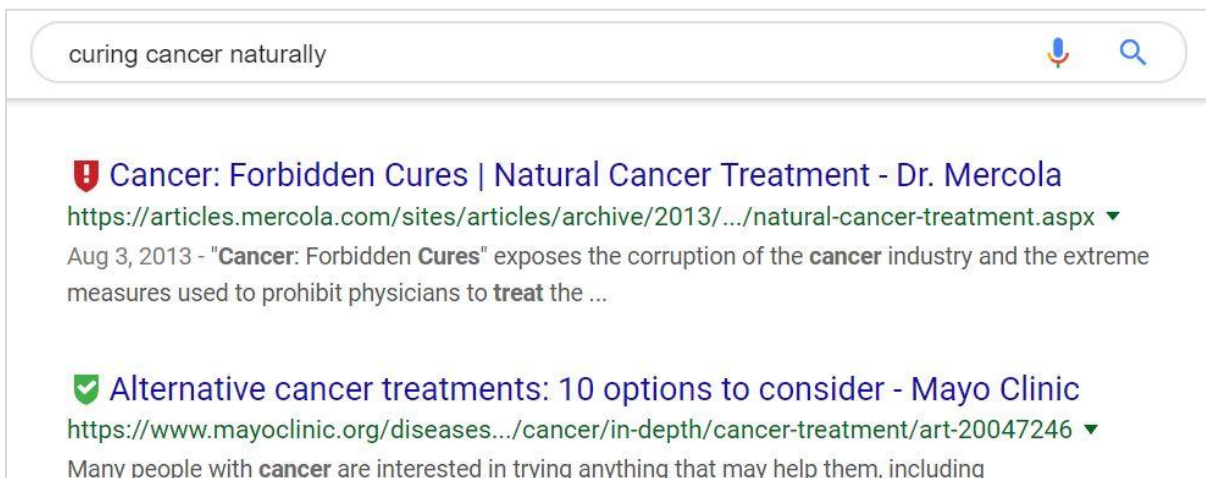 curing cancer naturally
Cancer: Forbidden Cures | Natural Cancer Treatment - Dr. Mercola
https://articles.mercola.com/sites/articles/archive/2013/.../natural-cancer-treatment.aspx
Aug 3, 2013 - "Cancer: Forbidden Cures" exposes the corruption of the cancer industry and the extreme
measures used to prohibit physicians to treat the ...
Alternative cancer treatments: 10 options to consider - Mayo Clinic
https://www.mayoclinic.org/diseases.../cancer/in-depth/cancer-treatment/art-20047246
Many people with cancer are interested in trying anything that may help them, including